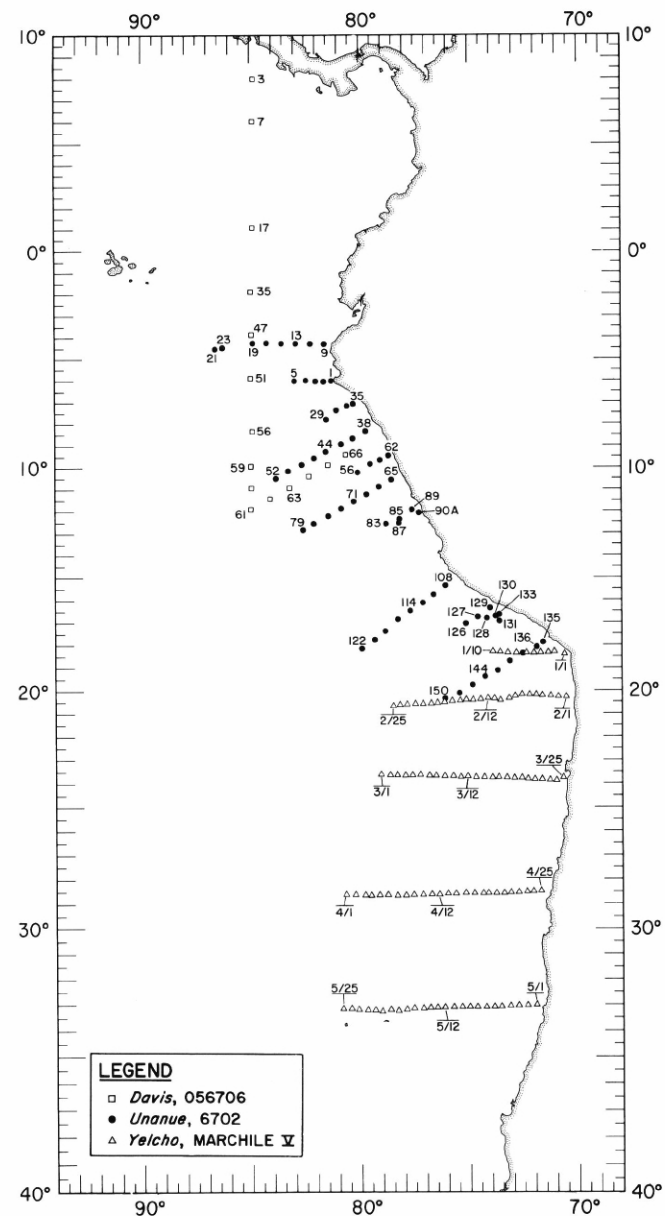 90° 80° 70°
10° 10°
3
7
17
0° 0°
35
47
23 13
21 19 9
51 5 1
35
29
56 38
44 62
66
59 52 56 65
10° 10°
63 71
61 89
79 83 85 90A
87
108
130
129 133
114 127 135
131
126 128 136
122 1/10 1/1
144
150
20° 20°
2/25 2/12 2/1
3/25
3/1 3/12
4/25
4/1 4/12
30° 30°
5/25 5/1
5/12
LEGEND
□ Davis, 056706
● Unanue, 6702
△ Yelcho, MARCHILE V
40° 40°
90° 80° 70°